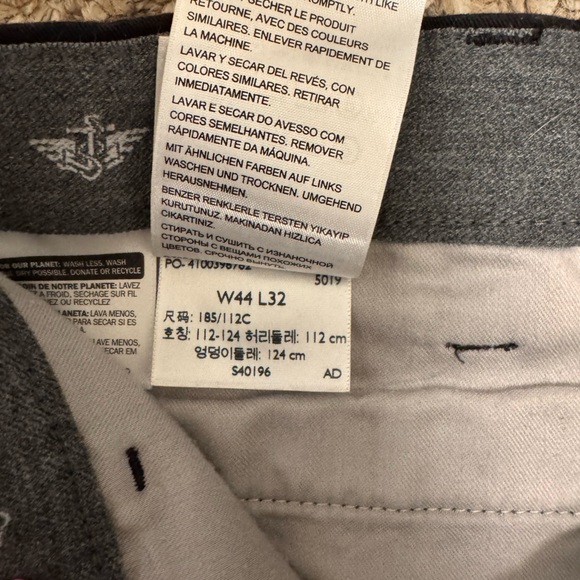 SÉCHER LE PRODUIT
RETOURNÉ, AVEC DES COULEURS
SIMILAIRES. ENLEVER RAPIDEMENT DE
LA MACHINE.
LAVAR Y SECAR DEL REVÉS, CON
COLORES SIMILARES. RETIRAR
INMEDIATAMENTE.
LAVAR E SECAR DO AVESSO COM
CORES SEMELHANTES. REMOVER
RÁPIDAMENTE DA MÁQUINA.
MIT ÄHNLICHEN FARBEN AUF LINKS
WASCHEN UND TROCKNEN. UMGEHEND
HERAUSNEHMEN.
BENZER RENKLERLE TERSTEN YIKAYIP
KURUTUNUZ. MAKINADAN HIZLICA
ÇIKARTINIZ.
СТИРАТЬ И СУШИТЬ С ИЗНАНОЧНОЙ
СТОРОНЫ С ВЕЩАМИ ПОХОЖИХ
ЦВЕТОВ. СРОЧНО ВЫНУТЬ
5019
W44 L32
尺码: 185/112C
호칭: 112-124 허리둘레: 112 cm
엉덩이둘레: 124 cm
S40196 AD
OUR PLANET: WASH LESS. WASH
DRY POSSIBLE. DONATE OR RECYCLE
DE NOTRE PLANÈTE: LAVEZ
À FROID, SÉCHAGE SUR FIL
OU RECYCLEZ
LAVA MENOS,
PARA SECAR SI ES
LAVE MENOS,
SECAR EM